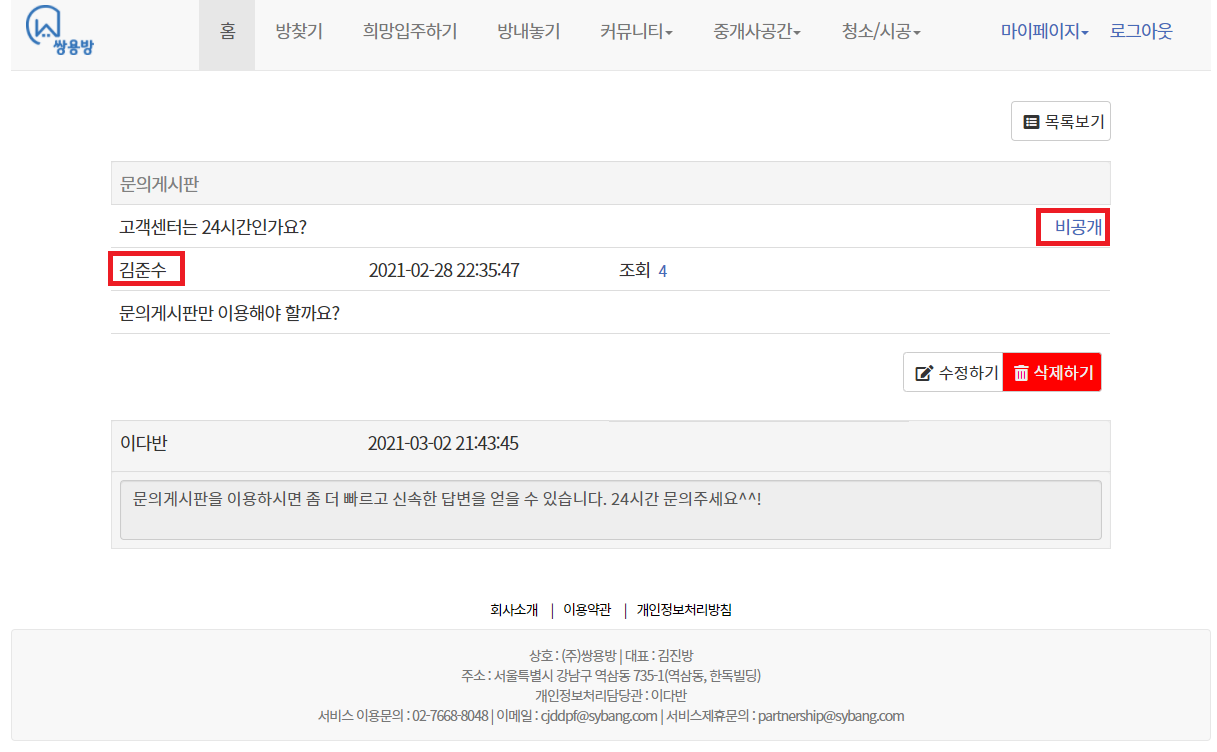 쌍용방 홈 방찾기 희망입주하기 방내놓기 커뮤니티 중개사공간 청소/시공 마이페이지 로그아웃
목록보기
문의게시판
고객센터는 24시간인가요? 비공개
김준수 2021-02-28 22:35:47 조회 4
문의게시판만 이용해야 할까요?
수정하기 삭제하기
이다반 2021-03-02 21:43:45
문의게시판을 이용하시면 좀 더 빠르고 신속한 답변을 얻을 수 있습니다. 24시간 문의주세요^^!
회사소개 | 이용약관 | 개인정보처리방침
상호 : (주)쌍용방 | 대표 : 김진방
주소 : 서울특별시 강남구 역삼동 735-1(역삼동, 한독빌딩)
개인정보처리담당관 : 이다반
서비스 이용문의 : 02-7668-8048 | 이메일 : cjddpf@sybang.com | 서비스제휴문의 : partnership@sybang.com